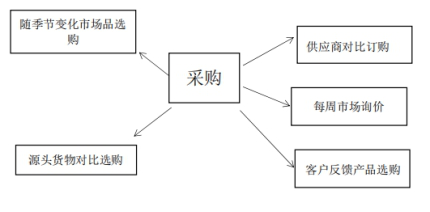 随季节变化市场品选
购
供应商对比订购
采购
每周市场询价
源头货物对比选购
客户反馈产品选购